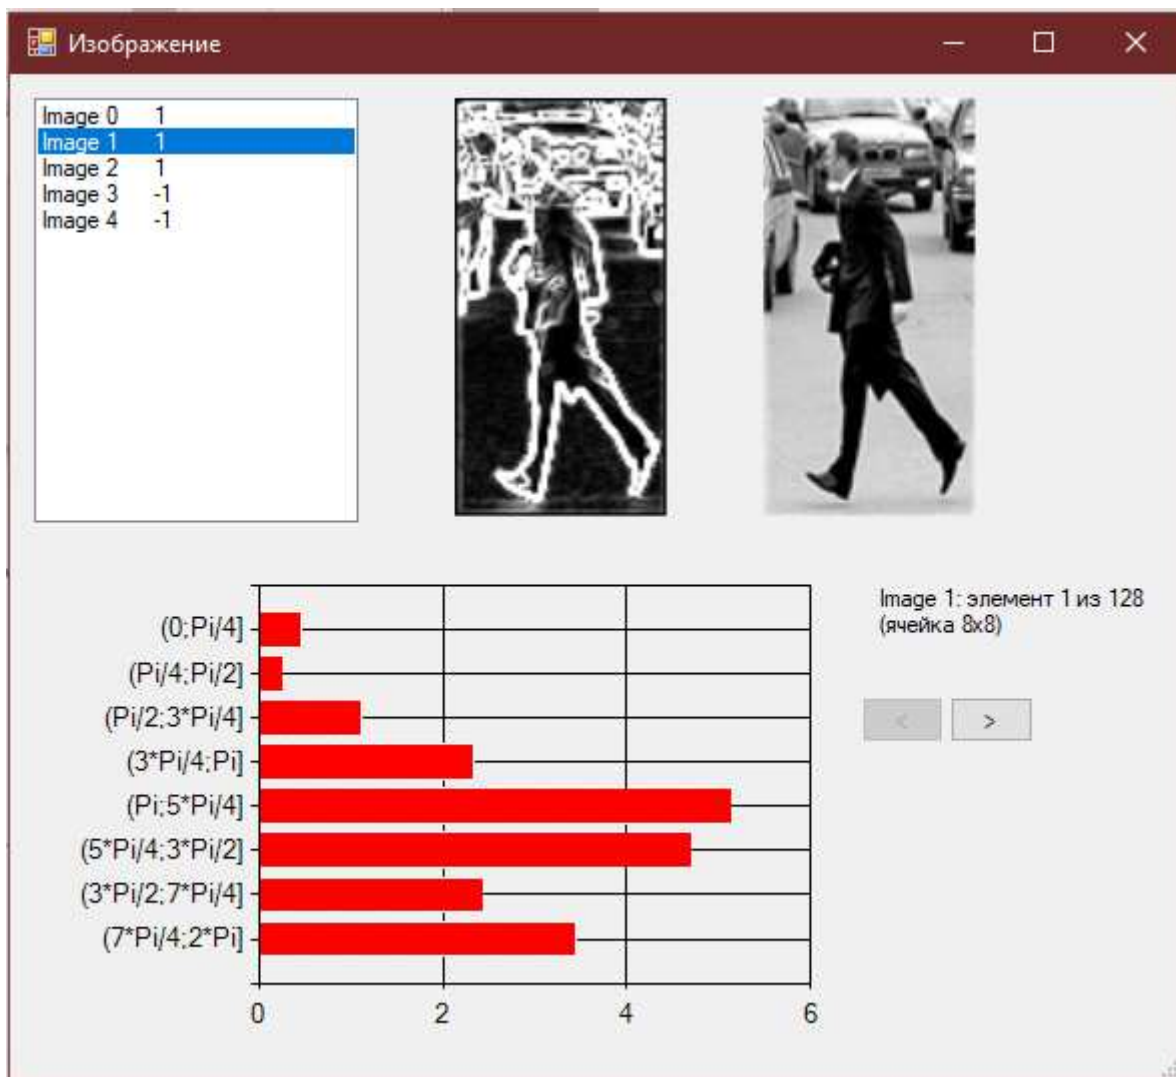 Изображение
Image 0 1
Image 1 1
Image 2 1
Image 3 -1
Image 4 -1
(0;Pi/4]
(Pi/4;Pi/2]
(Pi/2;3*Pi/4]
(3*Pi/4;Pi]
(Pi;5*Pi/4]
(5*Pi/4;3*Pi/2]
(3*Pi/2;7*Pi/4]
(7*Pi/4;2*Pi]
0 2 4 6
Image 1: элемент 1 из 128
(ячейка 8x8)
< >